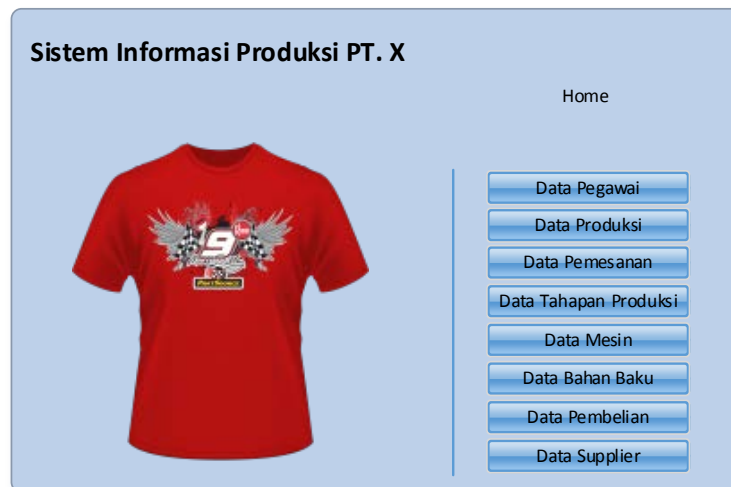 Sistem Informasi Produksi PT. X
Home
9
Data Pegawai
Data Produksi
Data Pemesanan
Data Tahapan Produksi
Data Mesin
Data Bahan Baku
Data Pembelian
Data Supplier